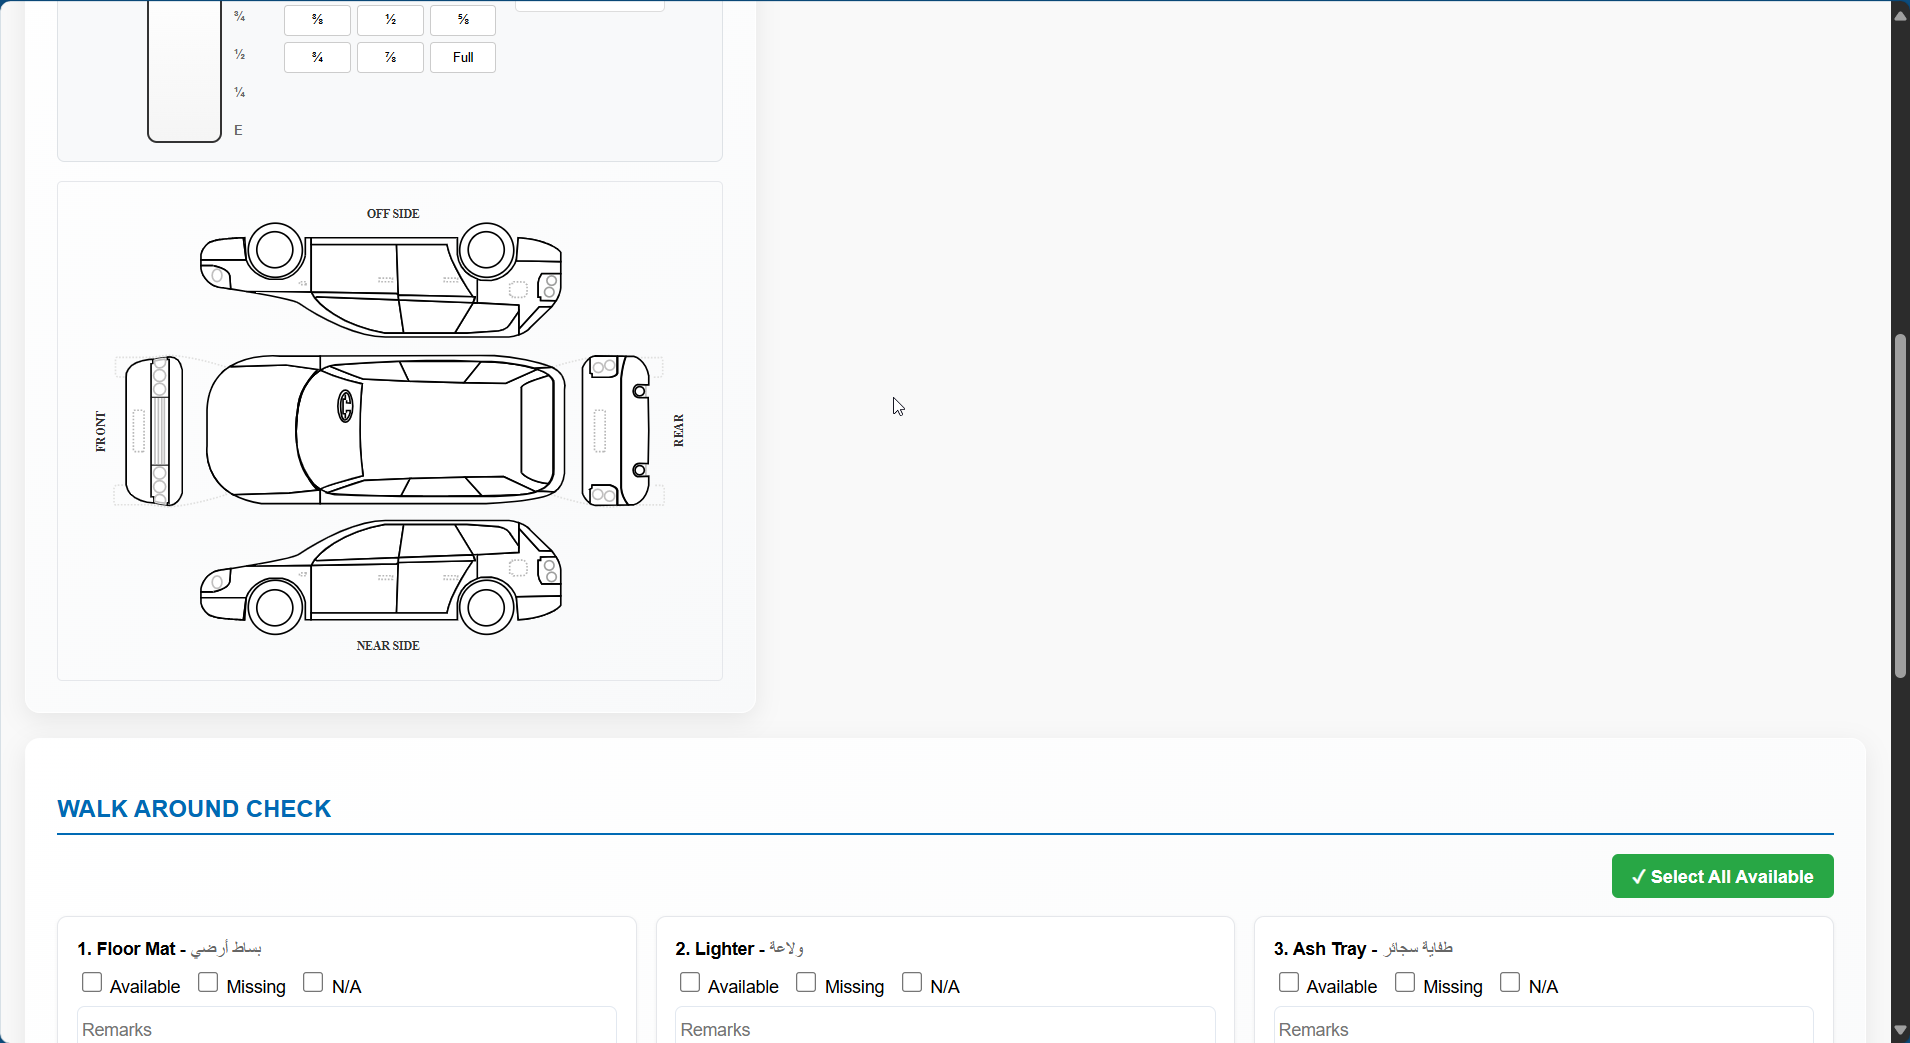 ¾
⅜ ½ ⅝
½
¾ ⅞ Full
¼
E
OFF SIDE
FRONT
REAR
NEAR SIDE
WALK AROUND CHECK
✓ Select All Available
1. Floor Mat - بساط أرضي
Available Missing N/A
Remarks
2. Lighter - ولاعة
Available Missing N/A
Remarks
3. Ash Tray - طفاية سجائر
Available Missing N/A
Remarks